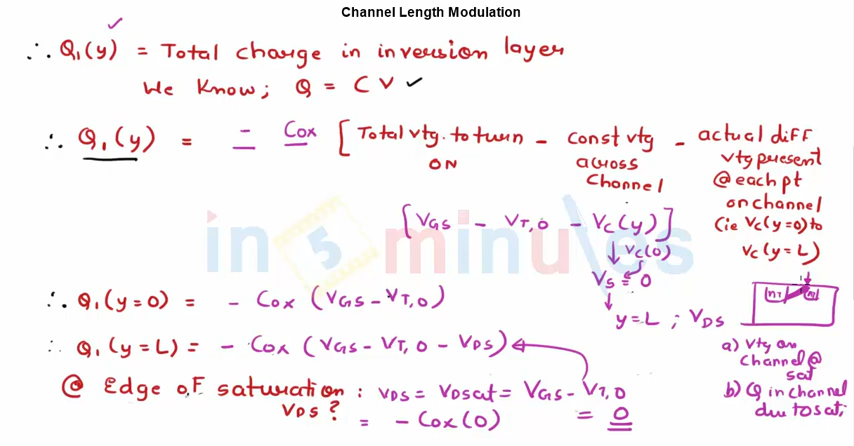 Channel Length Modulation
∴ Q₁(y) = Total charge in inversion layer
We Know; Q = C V ✓
∴ Q₁(y) = - Cox [Total vtg. to turn ON - const vtg across channel - actual diff vtg present @ each pt on channel (ie Vc(y=0) to Vc(y=L)
[VGS - VT,0 - Vc(y)]
↓ Vc(0)
Vs = 0
↓
y=L ; VDS
∴ Q₁(y=0) = - Cox (VGS - VT,0)
∴ Q₁(y=L) = - Cox (VGS - VT,0 - VDS)
@ Edge of saturation : VDS = VDsat = VGS - VT,0
VDS? = - Cox(0) = 0
a) Vtg on channel @ sat
b) Q in channel due to sat.
in 5 minutes